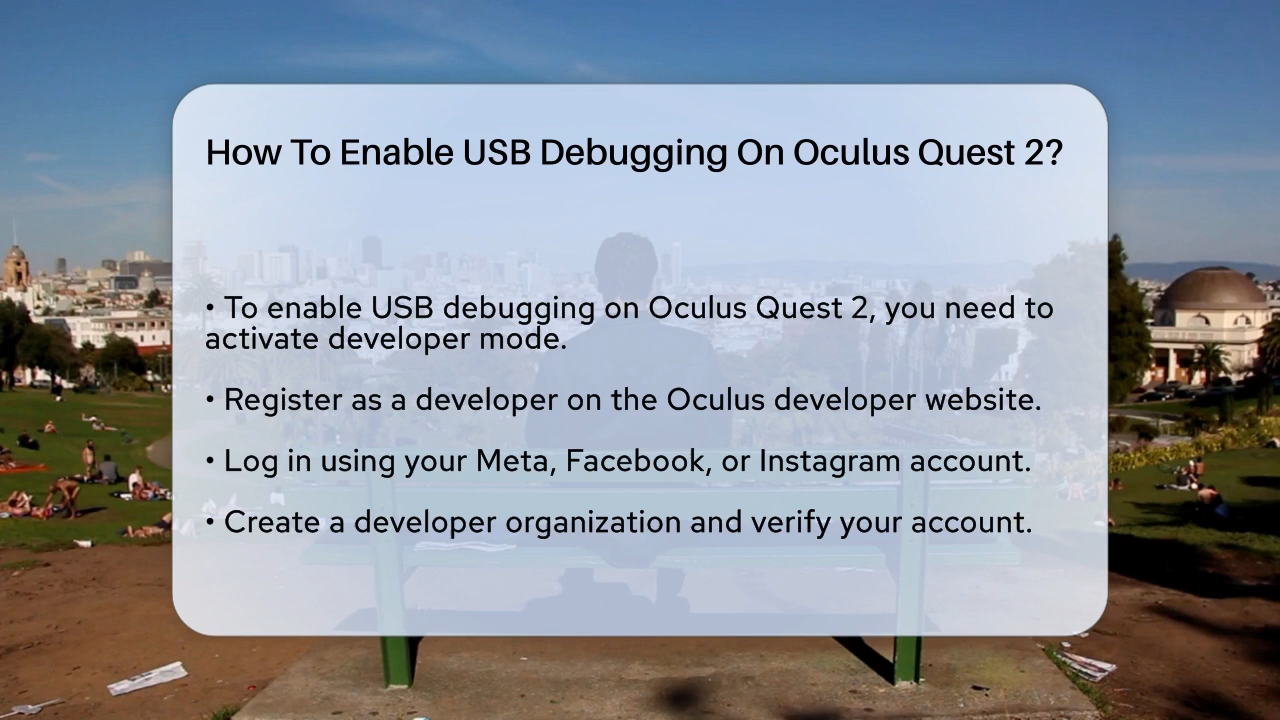 How To Enable USB Debugging On Oculus Quest 2?
• To enable USB debugging on Oculus Quest 2, you need to
activate developer mode.
• Register as a developer on the Oculus developer website.
• Log in using your Meta, Facebook, or Instagram account.
• Create a developer organization and verify your account.